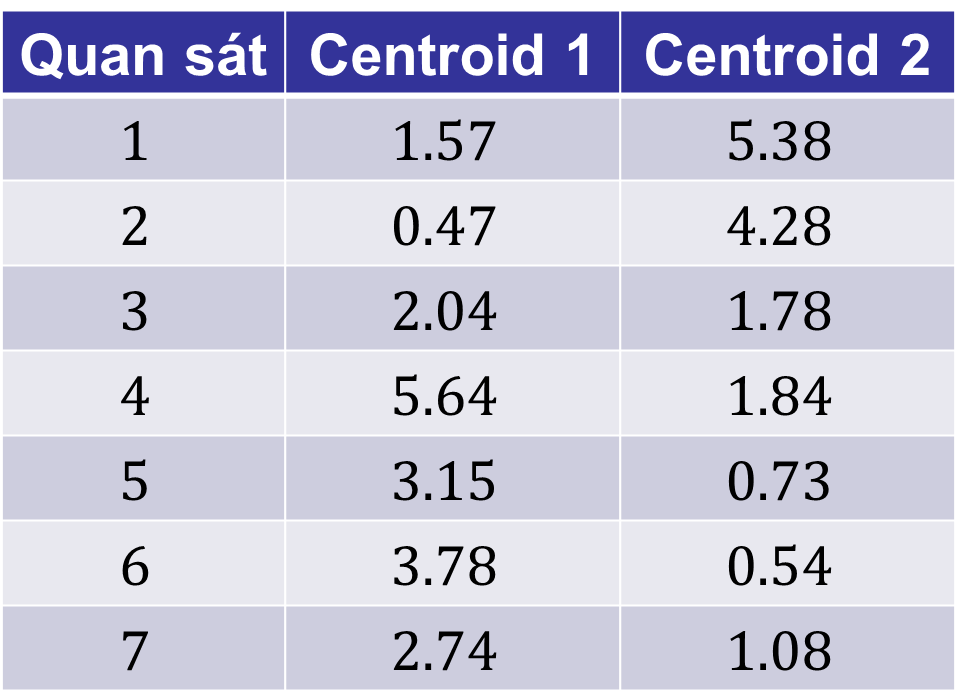 Quan sát Centroid 1 Centroid 2
1 1.57 5.38
2 0.47 4.28
3 2.04 1.78
4 5.64 1.84
5 3.15 0.73
6 3.78 0.54
7 2.74 1.08